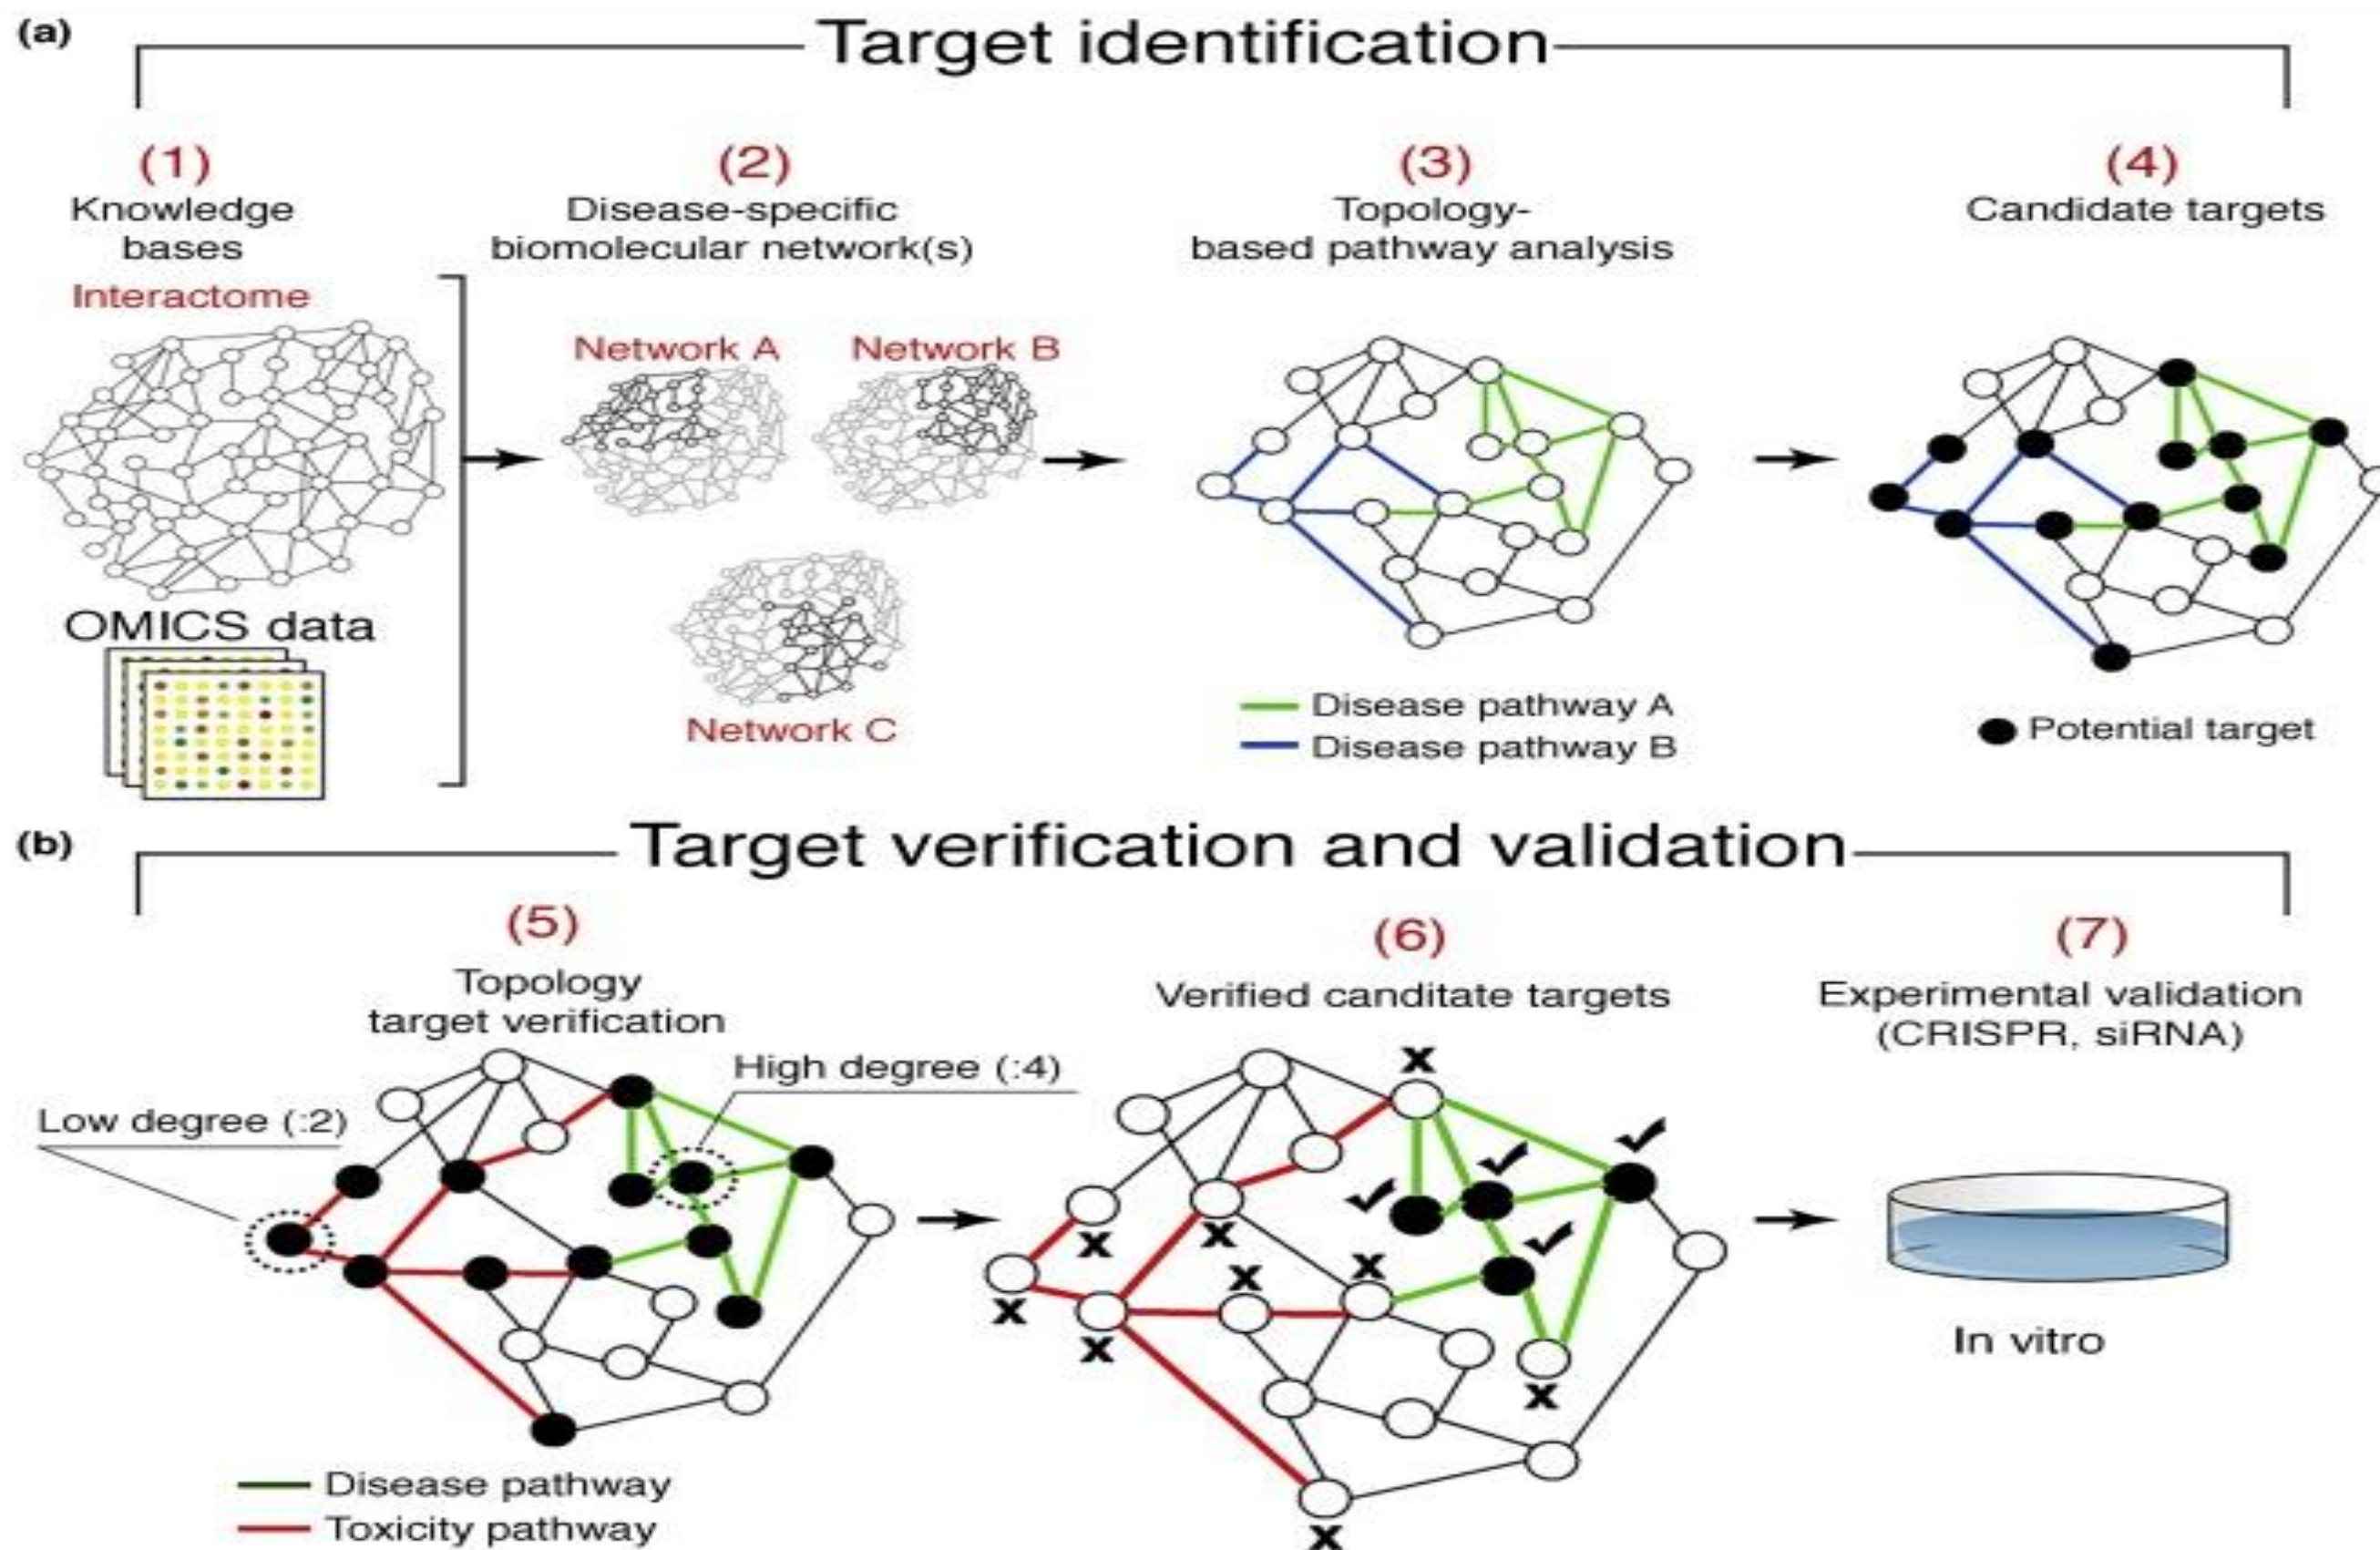 (a)
Target identification
(1)
Knowledge
bases
Interactome
OMICS data
(2)
Disease-specific
biomolecular network(s)
Network A
Network B
Network C
(3)
Topology-
based pathway analysis
Disease pathway A
Disease pathway B
(4)
Candidate targets
Potential target
(b)
Target verification and validation
(5)
Topology
target verification
Low degree (:2)
High degree (:4)
Disease pathway
Toxicity pathway
(6)
Verified canditate targets
x
x
x
x
x
x
x
x
x
(7)
Experimental validation
(CRISPR, siRNA)
In vitro